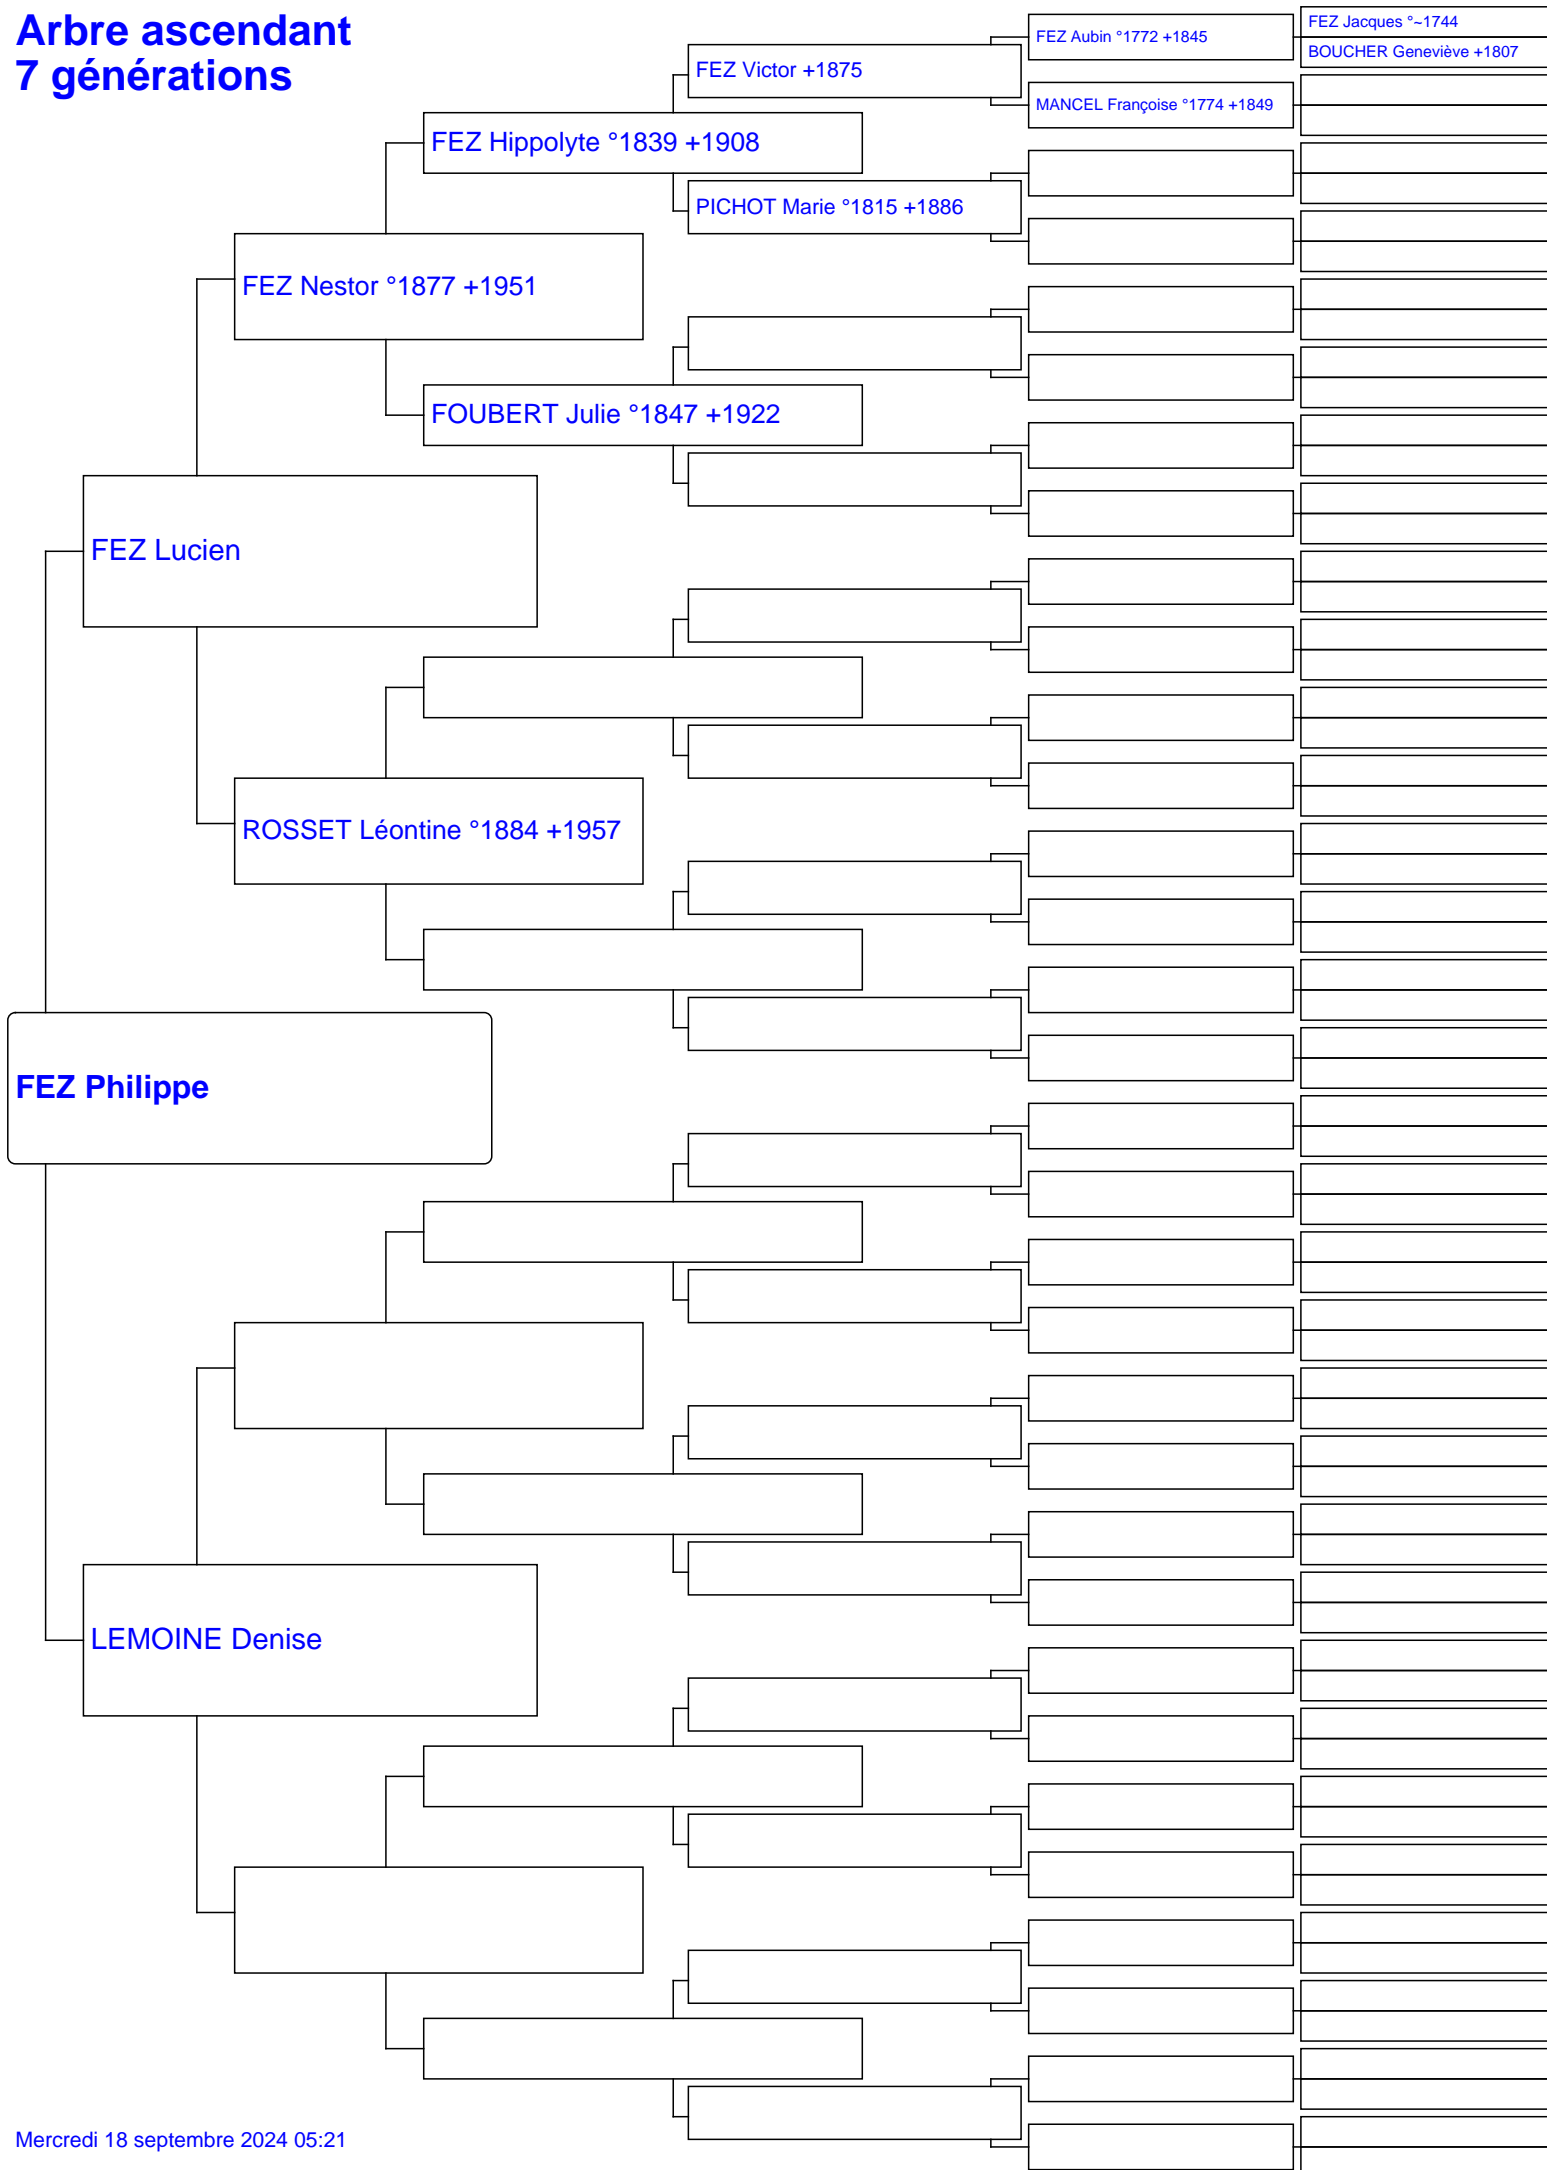 Arbre ascendant
7 générations
FEZ Jacques °~1744
BOUCHER Geneviève +1807
FEZ Aubin °1772 +1845
FEZ Victor +1875
MANCEL Françoise °1774 +1849
FEZ Hippolyte °1839 +1908
PICHOT Marie °1815 +1886
FEZ Nestor °1877 +1951
FOUBERT Julie °1847 +1922
FEZ Lucien
ROSSET Léontine °1884 +1957
FEZ Philippe
LEMOINE Denise
Mercredi 18 septembre 2024 05:21